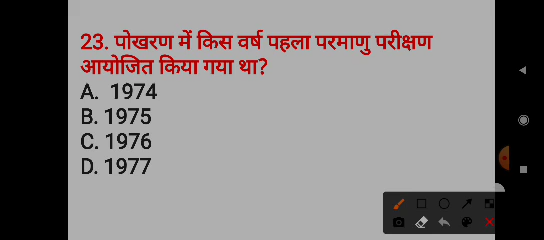 23. पोखरण में किस वर्ष पहला परमाणु परीक्षण
आयोजित किया गया था?
A. 1974
B. 1975
C. 1976
D. 1977